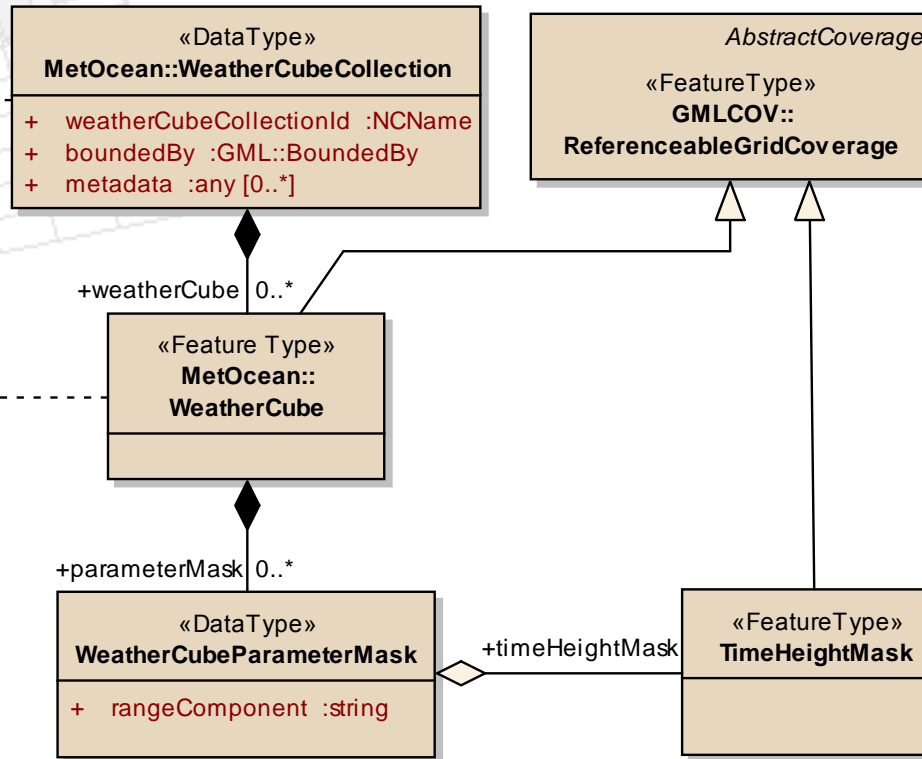 «DataType»
MetOcean::WeatherCubeCollection
+ weatherCubeCollectionId :NCName
+ boundedBy :GML::BoundedBy
+ metadata :any [0..*]
AbstractCoverage
«FeatureType»
GMLCOV::
ReferenceableGridCoverage
+weatherCube 0..*
«Feature Type»
MetOcean::
WeatherCube
+parameterMask 0..*
«DataType»
WeatherCubeParameterMask
+ rangeComponent :string
+timeHeightMask
«FeatureType»
TimeHeightMask